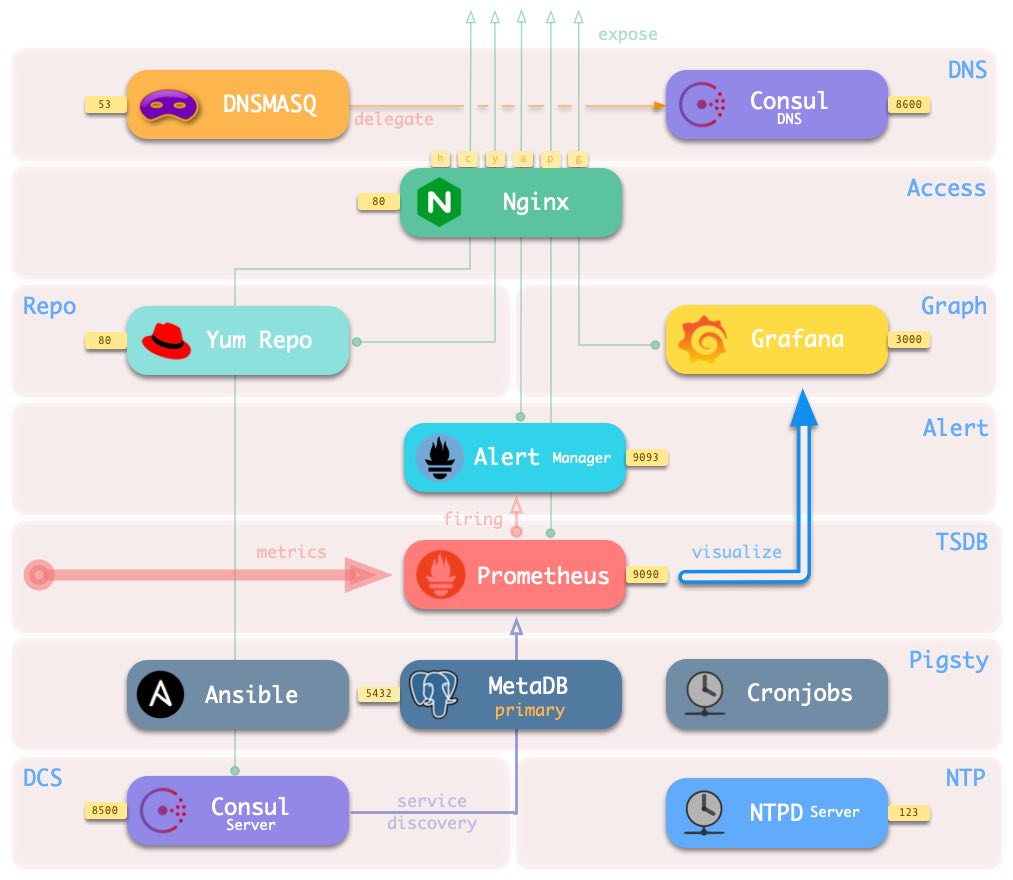 expose
DNS
53
DNSMASQ
delegate
Consul
DNS
8600
h c y a p g
Access
80
Nginx
Repo
80
Yum Repo
Graph
Grafana
3000
Alert
Alert Manager
9093
firing
TSDB
metrics
Prometheus
9090
visualize
Pigsty
Ansible
5432
MetaDB
primary
Cronjobs
DCS
8500
Consul
Server
service
discovery
NTP
NTPD Server
123